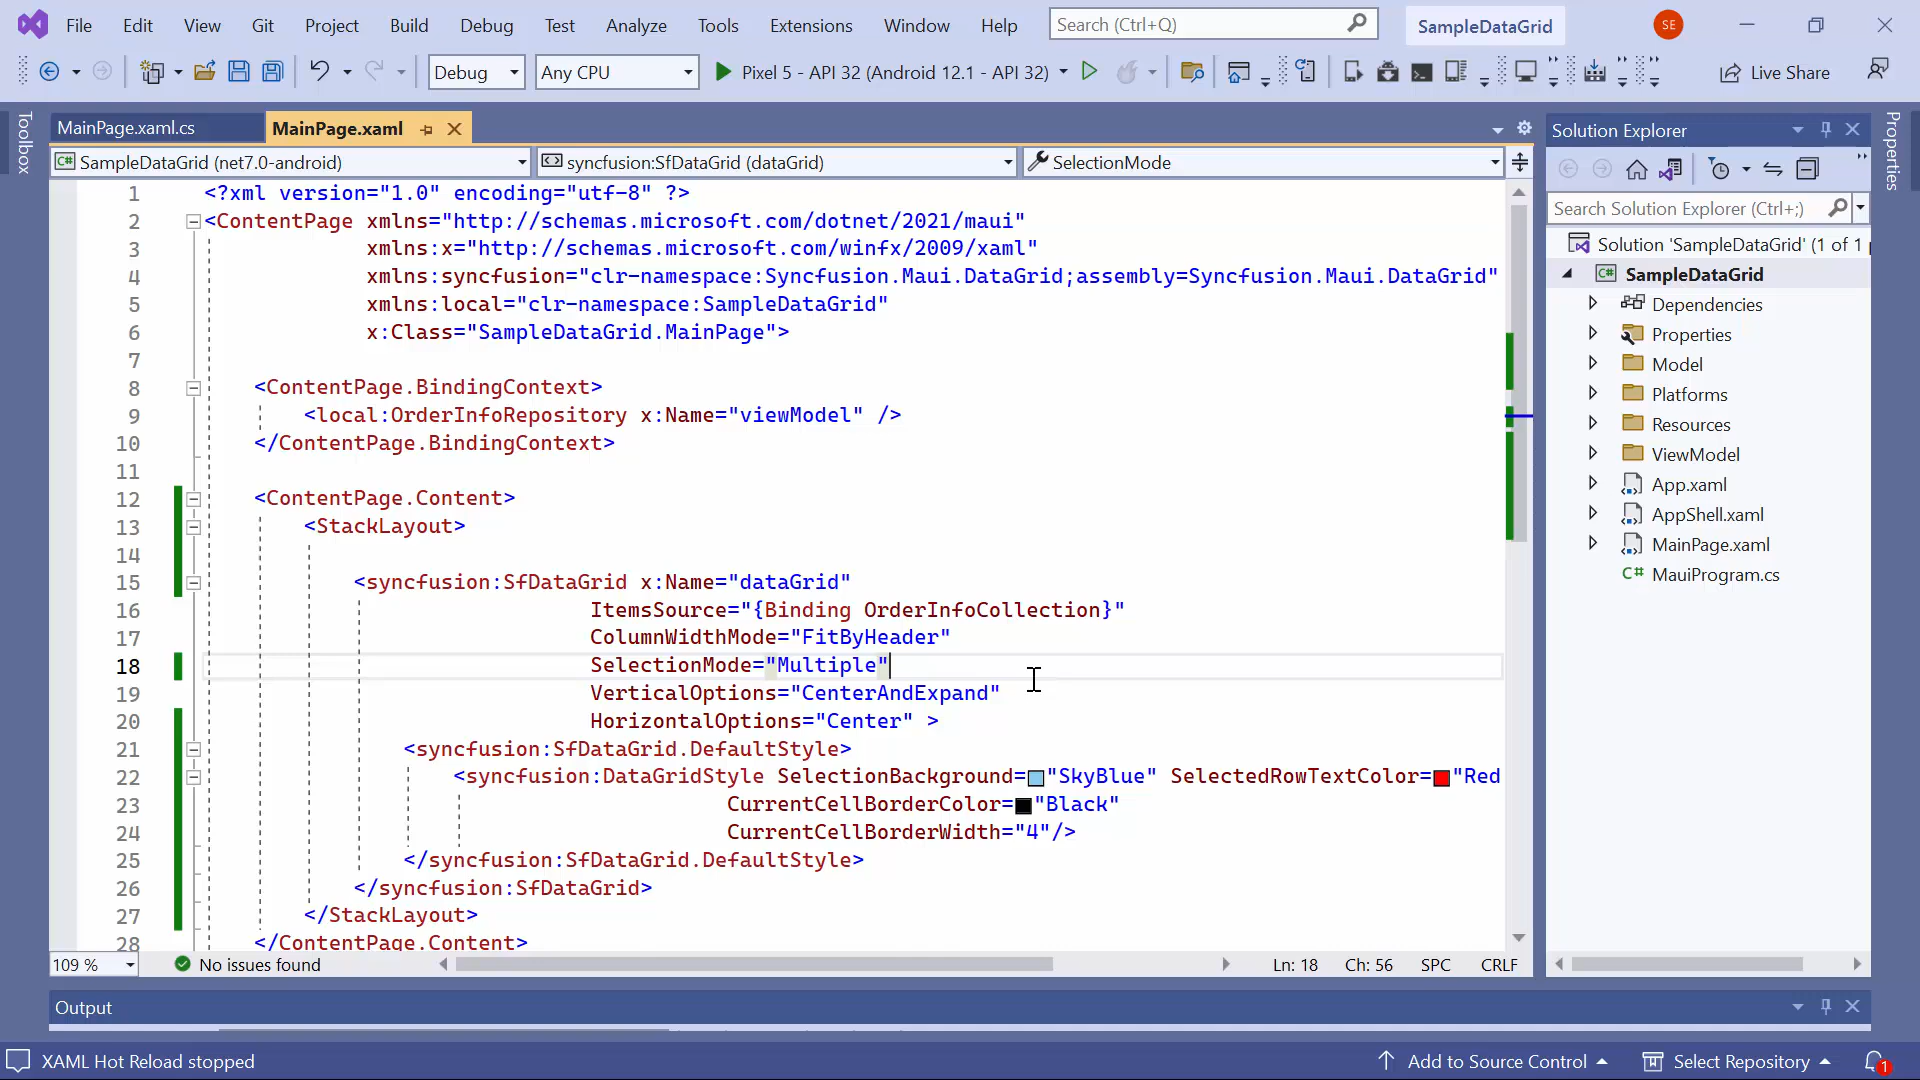 File Edit View Git Project Build Debug Test Analyze Tools Extensions Window Help Search (Ctrl+Q) SampleDataGrid SE
Debug Any CPU Pixel 5 - API 32 (Android 12.1 - API 32) Live Share
Toolbox
MainPage.xaml.cs MainPage.xaml
SampleDataGrid (net7.0-android) syncfusion:SfDataGrid (dataGrid) SelectionMode
1 <?xml version="1.0" encoding="utf-8" ?>
2 <ContentPage xmlns="http://schemas.microsoft.com/dotnet/2021/maui"
3 xmlns:x="http://schemas.microsoft.com/winfx/2009/xaml"
4 xmlns:syncfusion="clr-namespace:Syncfusion.Maui.DataGrid;assembly=Syncfusion.Maui.DataGrid"
5 xmlns:local="clr-namespace:SampleDataGrid"
6 x:Class="SampleDataGrid.MainPage">
7
8 <ContentPage.BindingContext>
9 <local:OrderInfoRepository x:Name="viewModel" />
10 </ContentPage.BindingContext>
11
12 <ContentPage.Content>
13 <StackLayout>
14
15 <syncfusion:SfDataGrid x:Name="dataGrid"
16 ItemsSource="{Binding OrderInfoCollection}"
17 ColumnWidthMode="FitByHeader"
18 SelectionMode="Multiple"
19 VerticalOptions="CenterAndExpand"
20 HorizontalOptions="Center" >
21 <syncfusion:SfDataGrid.DefaultStyle>
22 <syncfusion:DataGridStyle SelectionBackground="SkyBlue" SelectedRowTextColor="Red
23 CurrentCellBorderColor="Black"
24 CurrentCellBorderWidth="4"/>
25 </syncfusion:SfDataGrid.DefaultStyle>
26 </syncfusion:SfDataGrid>
27 </StackLayout>
28 </ContentPage.Content>
109 % No issues found Ln: 18 Ch: 56 SPC CRLF
Solution Explorer
Search Solution Explorer (Ctrl+;)
Solution 'SampleDataGrid' (1 of 1 p
SampleDataGrid
Dependencies
Properties
Model
Platforms
Resources
ViewModel
App.xaml
AppShell.xaml
MainPage.xaml
MauiProgram.cs
Properties
Output
XAML Hot Reload stopped Add to Source Control Select Repository 1